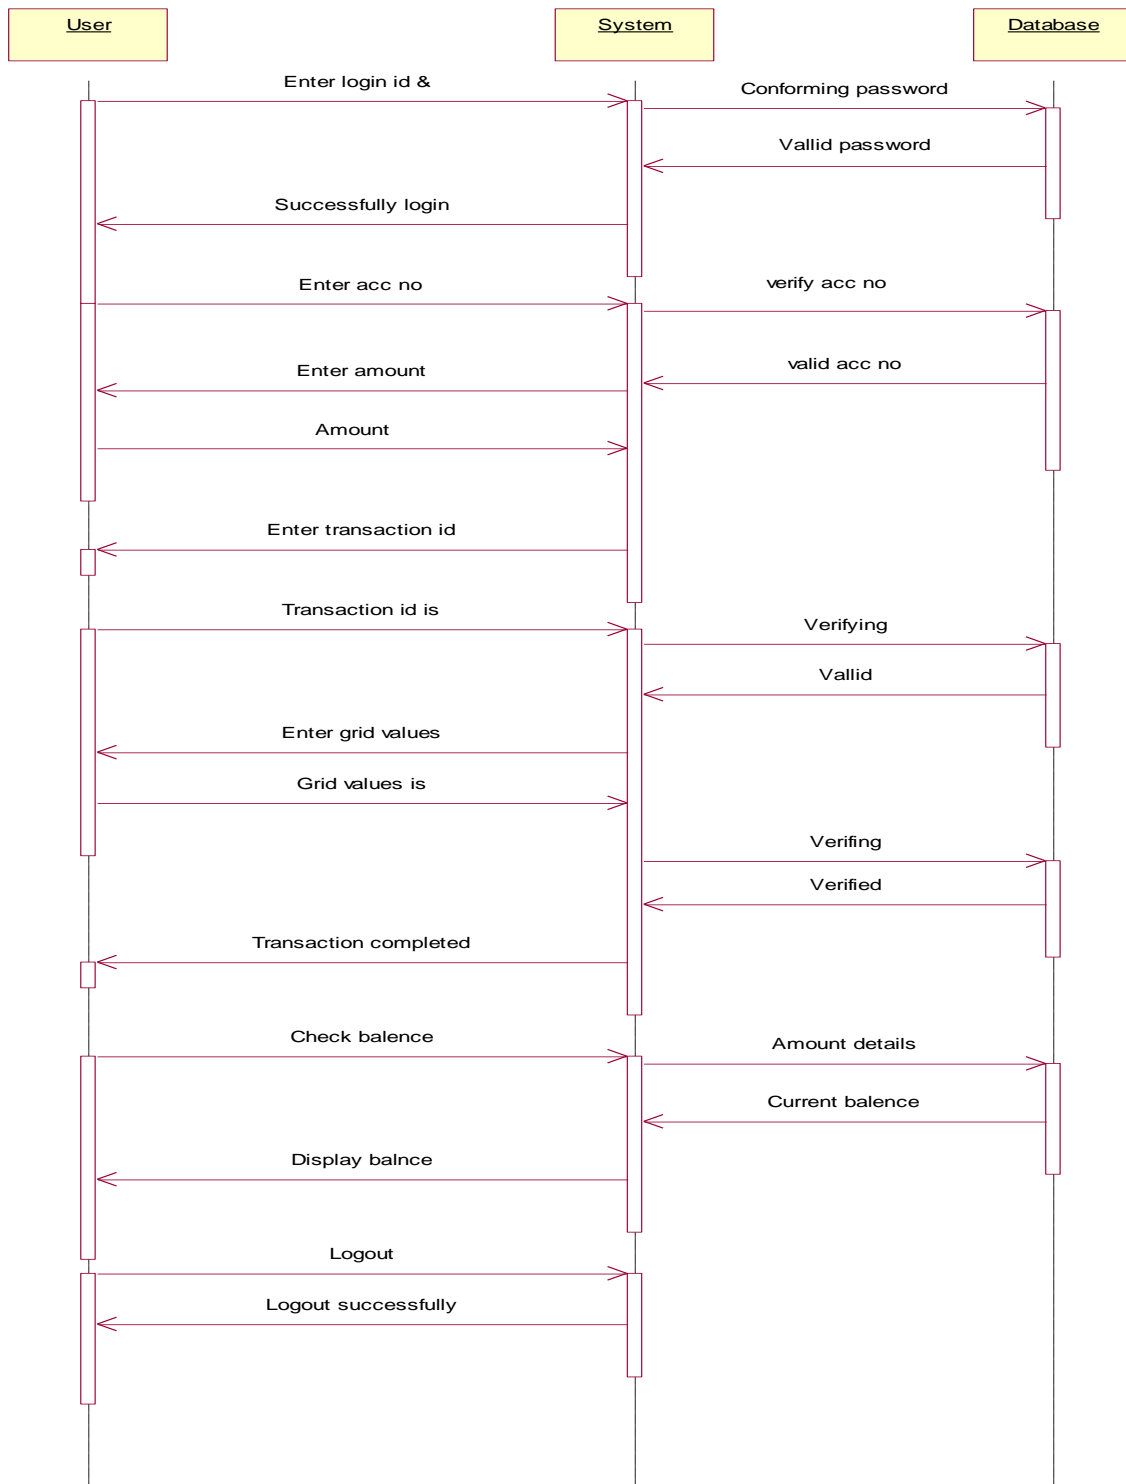 User
System
Database
Enter login id &
Conforming password
Vallid password
Successfully login
Enter acc no
verify acc no
valid acc no
Enter amount
Amount
Enter transaction id
Transaction id is
Verifying
Vallid
Enter grid values
Grid values is
Verifing
Verified
Transaction completed
Check balence
Amount details
Current balence
Display balnce
Logout
Logout successfully